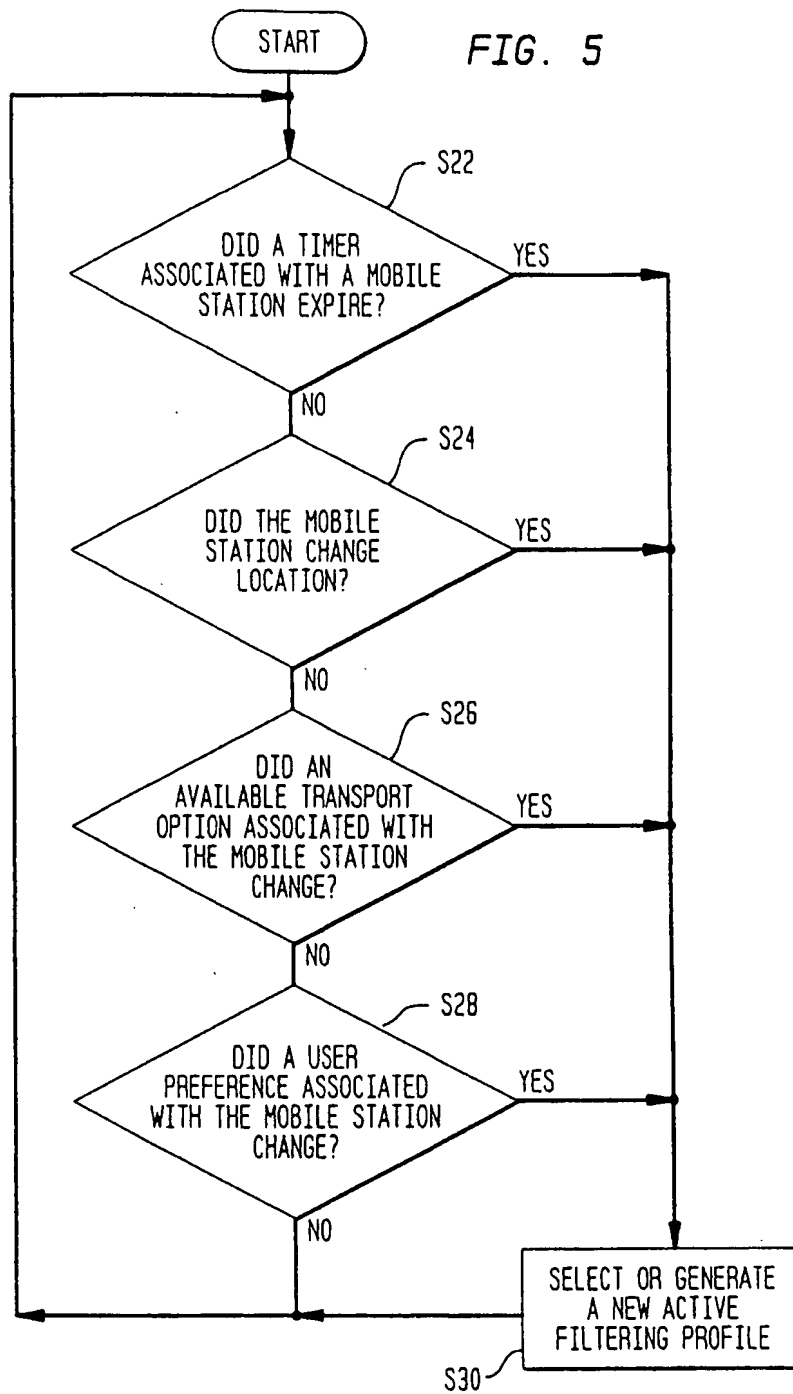 START
FIG. 5
S22
DID A TIMER
ASSOCIATED WITH A MOBILE
STATION EXPIRE?
YES
NO
S24
DID THE MOBILE
STATION CHANGE
LOCATION?
YES
NO
S26
DID AN
AVAILABLE TRANSPORT
OPTION ASSOCIATED WITH
THE MOBILE STATION
CHANGE?
YES
NO
S28
DID A USER
PREFERENCE ASSOCIATED
WITH THE MOBILE STATION
CHANGE?
YES
NO
SELECT OR GENERATE
A NEW ACTIVE
FILTERING PROFILE
S30